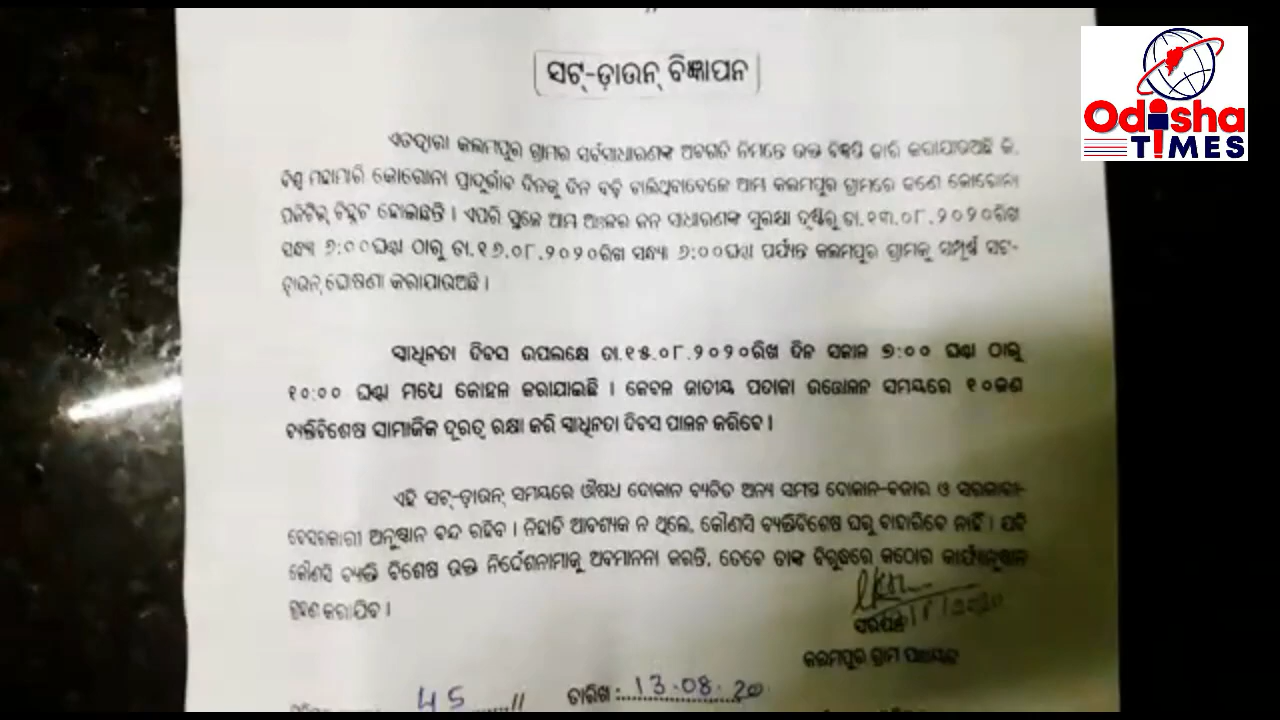 ସଟ୍-ଡ଼ାଉନ୍ ବିଜ୍ଞାପନ
Odisha
TIMES
ଏତଦ୍ୱାରା କଲମପୁର ଗ୍ରାମର ସର୍ବସାଧାରଣଙ୍କ ଅବଗତି ନିମନ୍ତେ ଉକ୍ତ ବିଜ୍ଞପ୍ତି ଜାରି କରାଯାଉଅଛି କି,
ବିଶ୍ୱ ମହାମାରି କୋରୋନା ପ୍ରାଦୁର୍ଭାବ ଦିନକୁ ଦିନ ବଢ଼ି ଚାଲିଥିବାବେଳେ ଆମ୍ଭ କଲମପୁର ଗ୍ରାମରେ ଜଣେ କୋରୋନା
ପଜିଟିଭ୍ ଚିହ୍ନଟ ହୋଇଛନ୍ତି । ଏପରି ସ୍ଥଳେ ଆମ୍ଭ ଅଞ୍ଚଳର ଜନ ସାଧାରଣଙ୍କ ସୁରକ୍ଷା ଦୃଷ୍ଟିରୁ ତା.୧୩.୦୮.୨୦୨୦ରିଖ
ସନ୍ଧ୍ୟା ୬:୦୦ଘଣ୍ଟା ଠାରୁ ତା.୧୬.୦୮.୨୦୨୦ରିଖ ସନ୍ଧ୍ୟା ୬:୦୦ଘଣ୍ଟା ପର୍ଯ୍ୟନ୍ତ କଲମପୁର ଗ୍ରାମକୁ ସମ୍ପୂର୍ଣ୍ଣ ସଟ୍-
ଡ଼ାଉନ୍ ଘୋଷଣା କରାଯାଉଅଛି ।
ସ୍ୱାଧିନତା ଦିବସ ଉପଲକ୍ଷେ ତା.୧୫.୦୮.୨୦୨୦ରିଖ ଦିନ ସକାଳ ୭:୦୦ ଘଣ୍ଟା ଠାରୁ
୧୦:୦୦ ଘଣ୍ଟା ମଧ୍ୟେ କୋହଳ କରାଯାଇଛି । କେବଳ ଜାତୀୟ ପତାକା ଉତ୍ତୋଳନ ସମୟରେ ୧୦ଜଣ
ବ୍ୟକ୍ତିବିଶେଷ ସାମାଜିକ ଦୂରତ୍ୱ ରକ୍ଷା କରି ସ୍ୱାଧିନତା ଦିବସ ପାଳନ କରିବେ ।
ଏହି ସଟ୍-ଡ଼ାଉନ୍ ସମୟରେ ଔଷଧ ଦୋକାନ ବ୍ୟତିତ ଅନ୍ୟ ସମସ୍ତ ଦୋକାନ-ବଜାର ଓ ସରକାରୀ-
ବେସରକାରୀ ଅନୁଷ୍ଠାନ ବନ୍ଦ ରହିବ । ନିହାତି ଆବଶ୍ୟକ ନ ଥିଲେ, କୌଣସି ବ୍ୟକ୍ତିବିଶେଷ ଘରୁ ବାହାରିବେ ନାହିଁ । ଯଦି
କୌଣସି ବ୍ୟକ୍ତି ବିଶେଷ ଉକ୍ତ ନିର୍ଦ୍ଦେଶନାମାକୁ ଅବମାନନା କରନ୍ତି, ତେବେ ତାଙ୍କ ବିରୁଦ୍ଧରେ କଠୋର କାର୍ଯ୍ୟାନୁଷ୍ଠାନ
ଗ୍ରହଣ କରାଯିବ ।
ସରପଞ୍ଚ
କଲମପୁର ଗ୍ରାମ ପଞ୍ଚାୟତ
45 // ତାରିଖ : 13.08.20